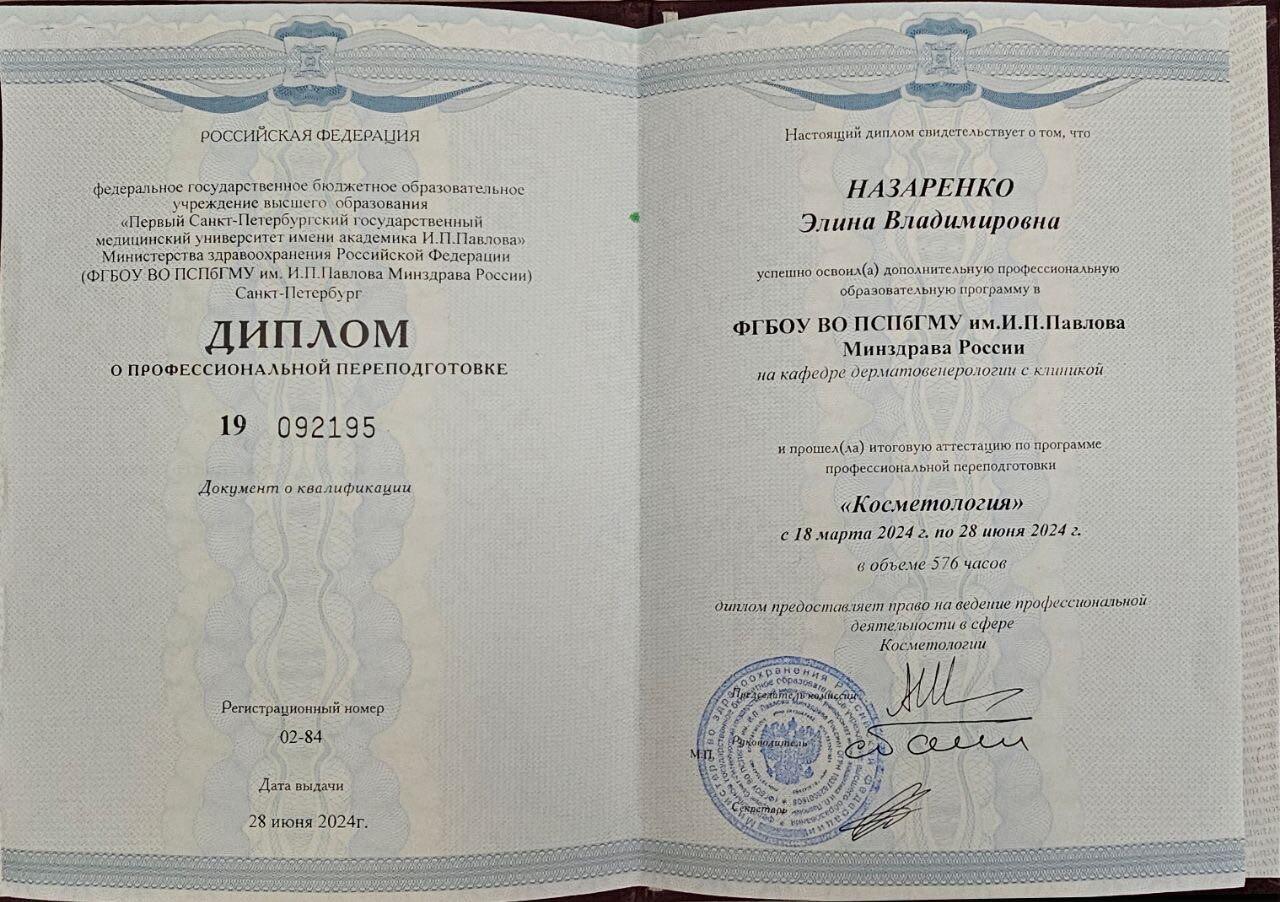 РОССИЙСКАЯ ФЕДЕРАЦИЯ
федеральное государственное бюджетное образовательное
учреждение высшего образования
«Первый Санкт-Петербургский государственный
медицинский университет имени академика И.П.Павлова»
Министерства здравоохранения Российской Федерации
(ФГБОУ ВО ПСПбГМУ им. И.П.Павлова Минздрава России)
Санкт-Петербург
ДИПЛОМ
О ПРОФЕССИОНАЛЬНОЙ ПЕРЕПОДГОТОВКЕ
19 092195
Документ о квалификации
Регистрационный номер
02-84
Дата выдачи
28 июня 2024г.
Настоящий диплом свидетельствует о том, что
НАЗАРЕНКО
Элина Владимировна
успешно освоил(а) дополнительную профессиональную
образовательную программу в
ФГБОУ ВО ПСПбГМУ им.И.П.Павлова
Минздрава России
на кафедре дерматовенерологии с клиникой
и прошел(ла) итоговую аттестацию по программе
профессиональной переподготовки
«Косметология»
с 18 марта 2024 г. по 28 июня 2024 г.
в объеме 576 часов
диплом предоставляет право на ведение профессиональной
деятельности в сфере
Косметологии
Председатель комиссии
Руководитель
М.П.
Секретарь